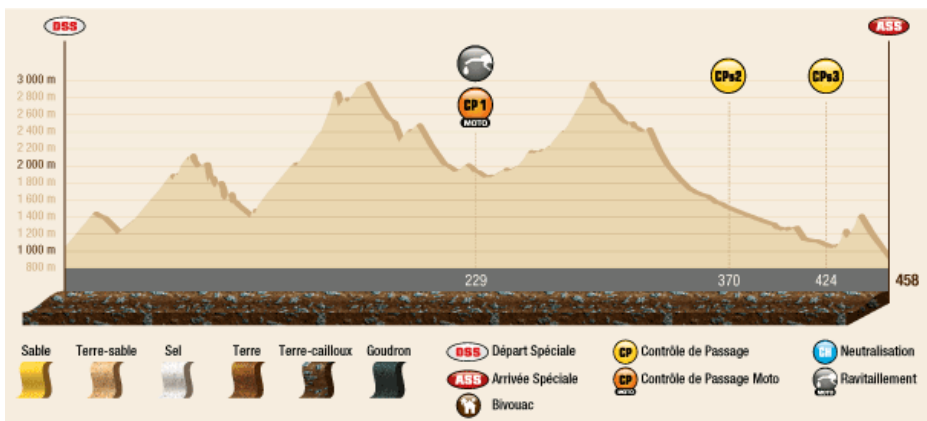 DSS
ASS
CP 1
MOTO
CPs2
CPs3
3 000 m
2 800 m
2 600 m
2 400 m
2 200 m
2 000 m
1 800 m
1 600 m
1 400 m
1 200 m
1 000 m
800 m
229
370
424
458
Sable
Terre-sable
Sel
Terre
Terre-cailloux
Goudron
DSS Départ Spéciale
ASS Arrivée Spéciale
Bivouac
CP Contrôle de Passage
CP MOTO Contrôle de Passage Moto
Neutralisation
MOTO Ravitaillement